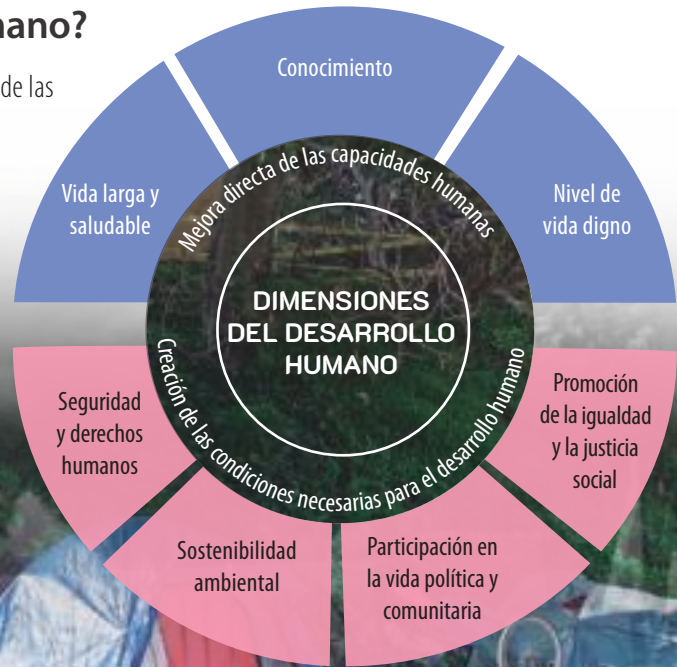 mano?
de las
Conocimiento
Vida larga y
saludable
Nivel de
vida digno
Mejora directa de las capacidades humanas
DIMENSIONES
DEL DESARROLLO
HUMANO
Creación de las condiciones necesarias para el desarrollo humano
Seguridad
y derechos
humanos
Sostenibilidad
ambiental
Participación en
la vida política y
comunitaria
Promoción
de la igualdad
y la justicia
social